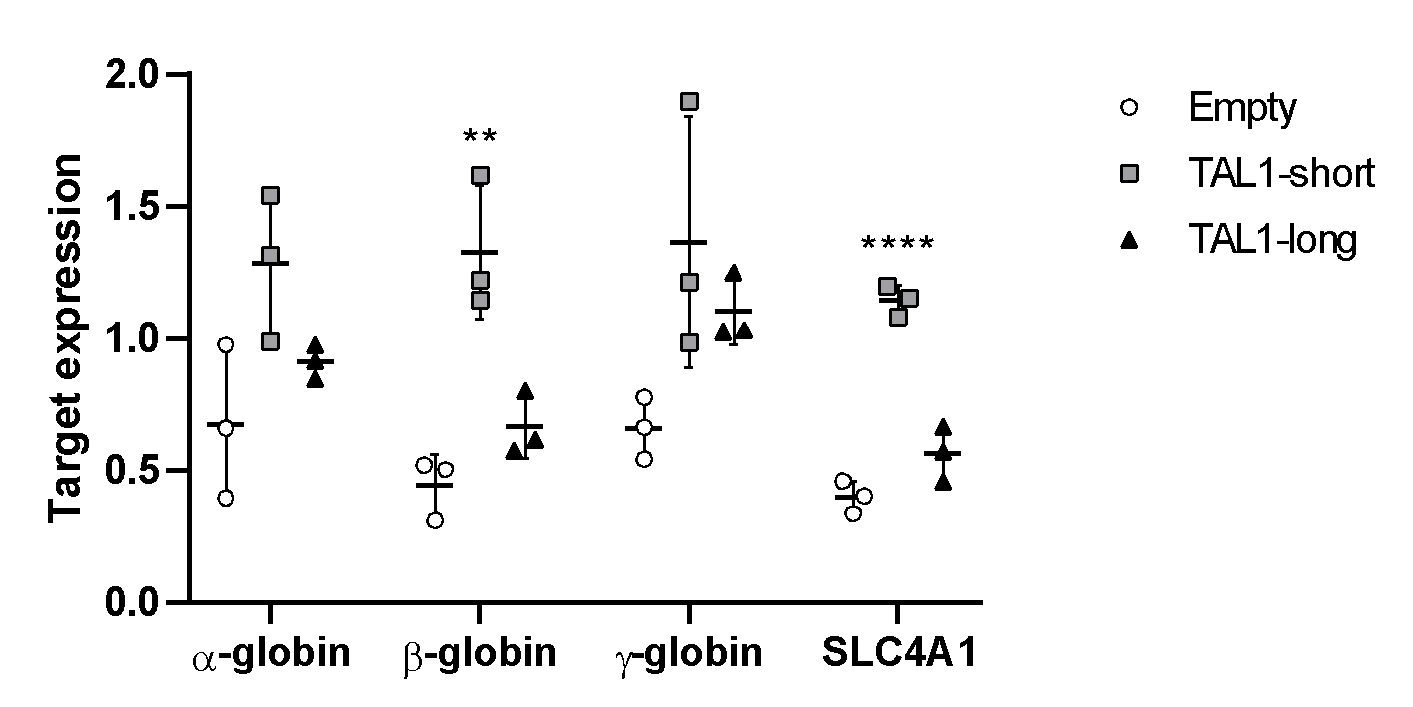 2.0
1.5
1.0
0.5
0.0
Target expression
**
****
α-globin
β-globin
γ-globin
SLC4A1
Empty
TAL1-short
TAL1-long